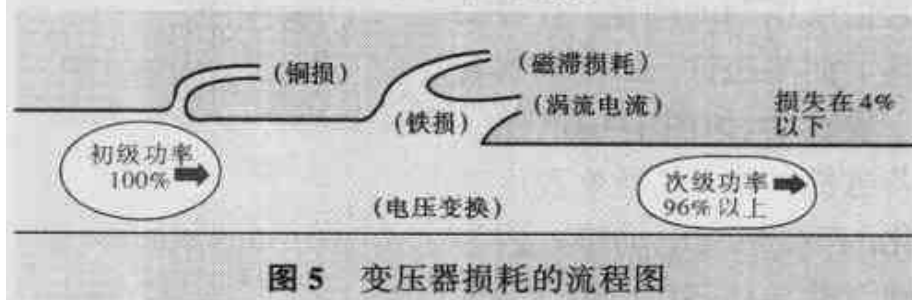 (铜损)
(磁滞损耗)
(铁损)
(涡流电流)
损失在4%
以下
初级功率
100%
次级功率
96%以上
(电压变换)
图5 变压器损耗的流程图